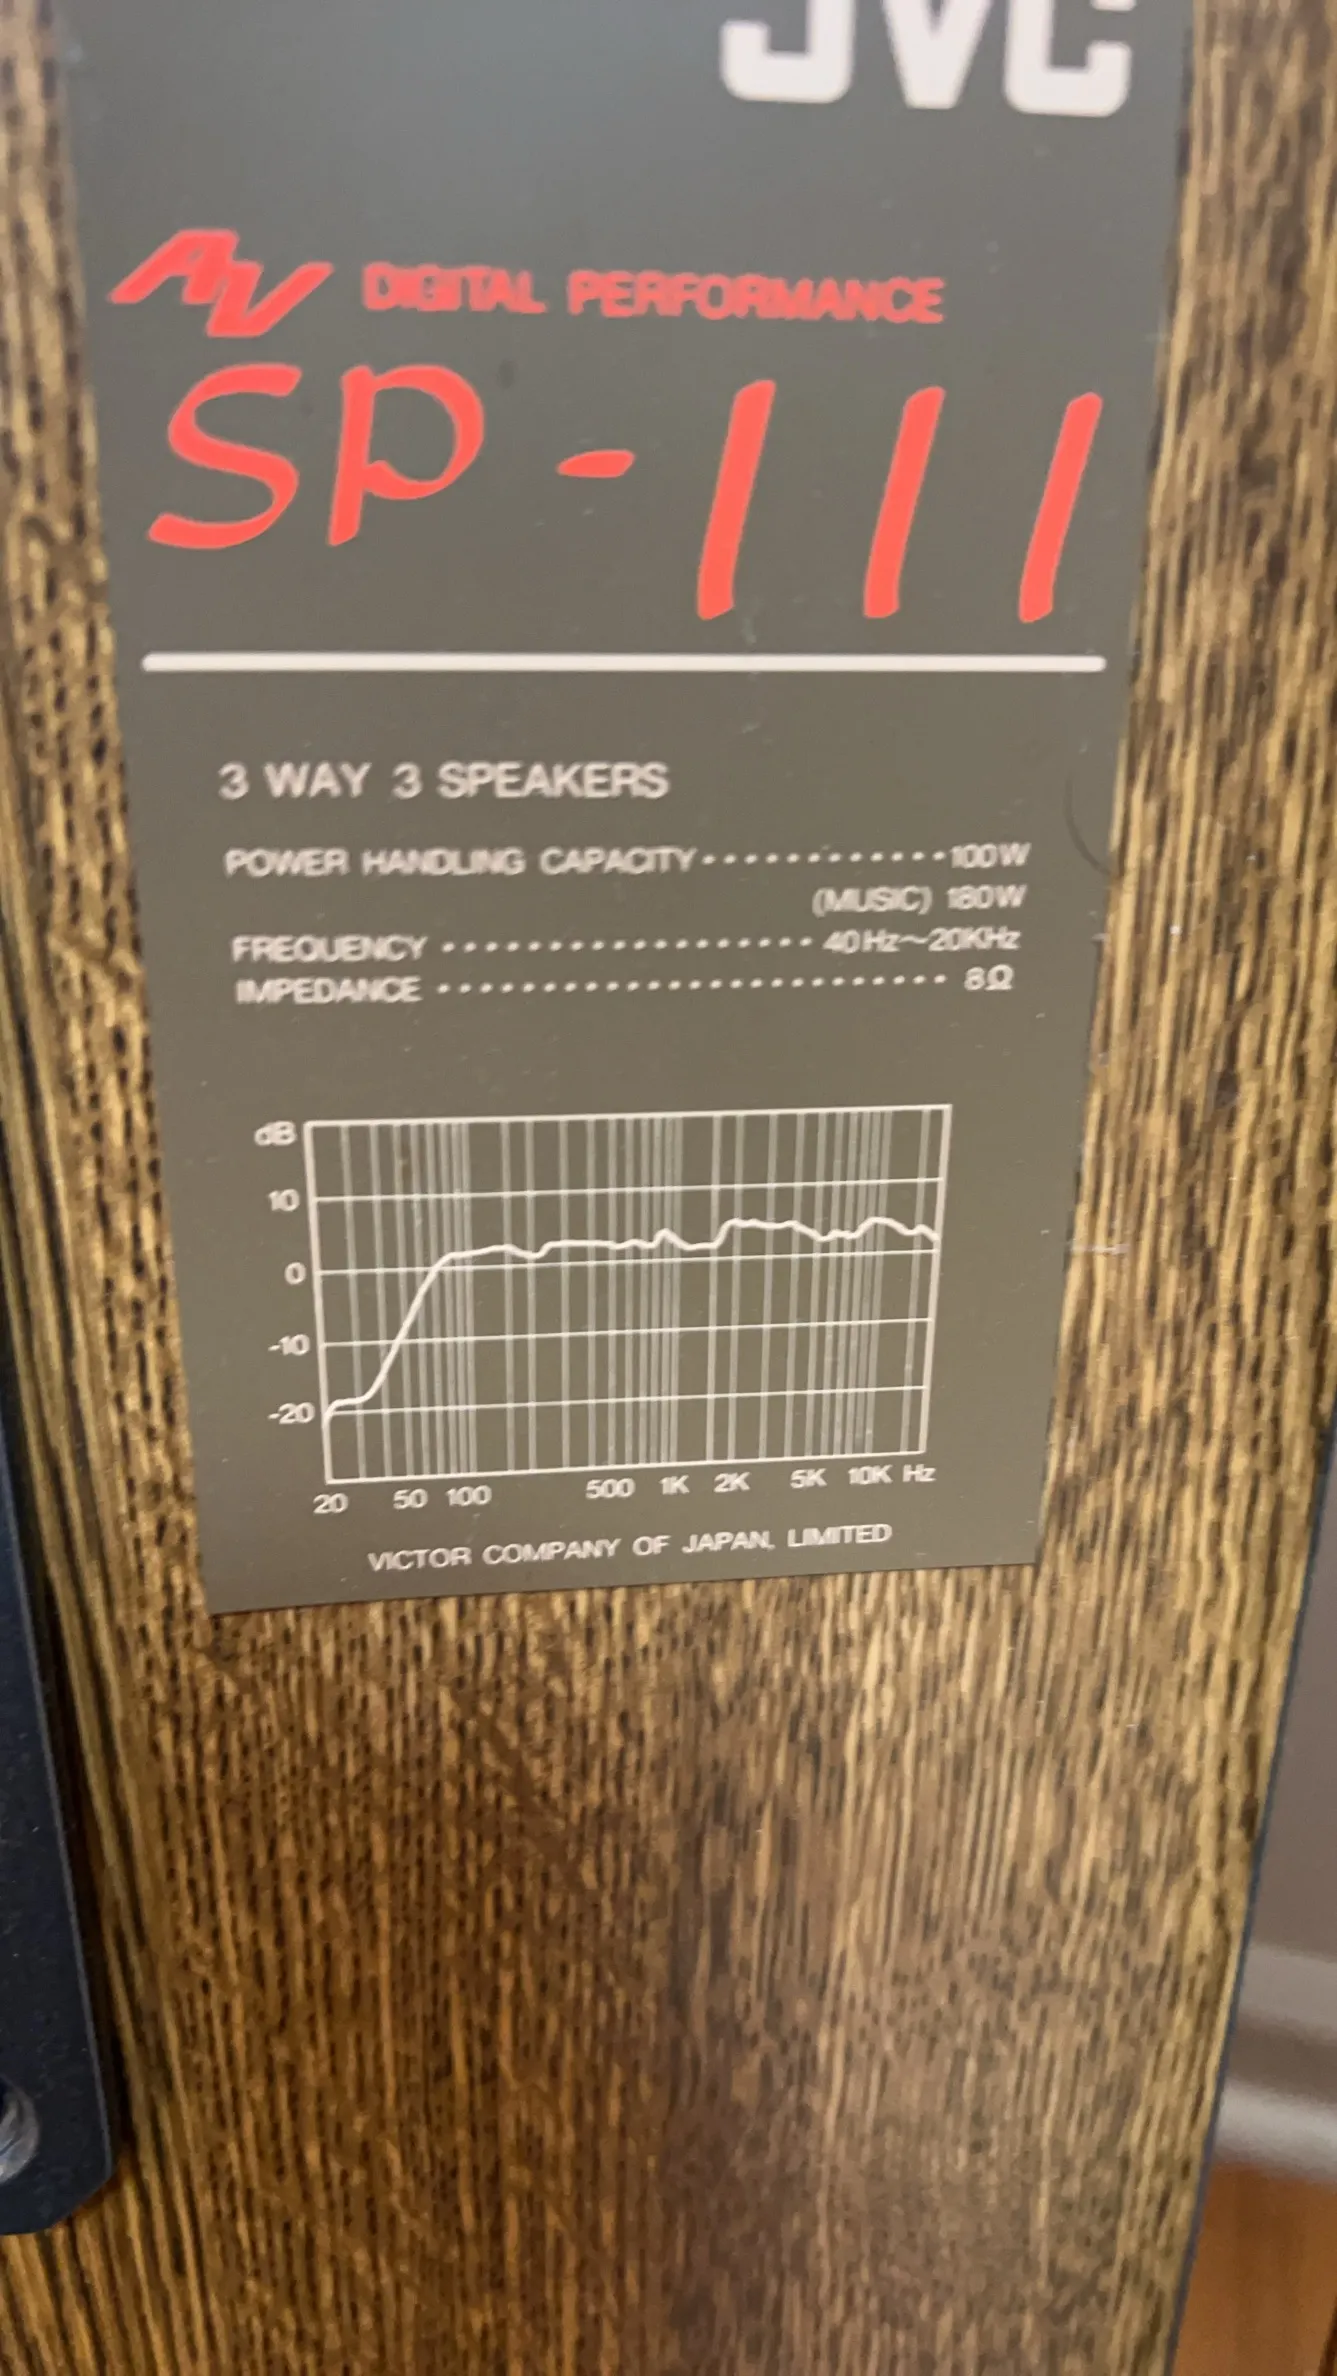 JVC
AV DIGITAL PERFORMANCE
SP-111
3 WAY 3 SPEAKERS
POWER HANDLING CAPACITY············100W
(MUSIC) 180W
FREQUENCY ·················· 40Hz~20KHz
IMPEDANCE ························· 8Ω
dB
10
0
-10
-20
20 50 100 500 1K 2K 5K 10K Hz
VICTOR COMPANY OF JAPAN, LIMITED